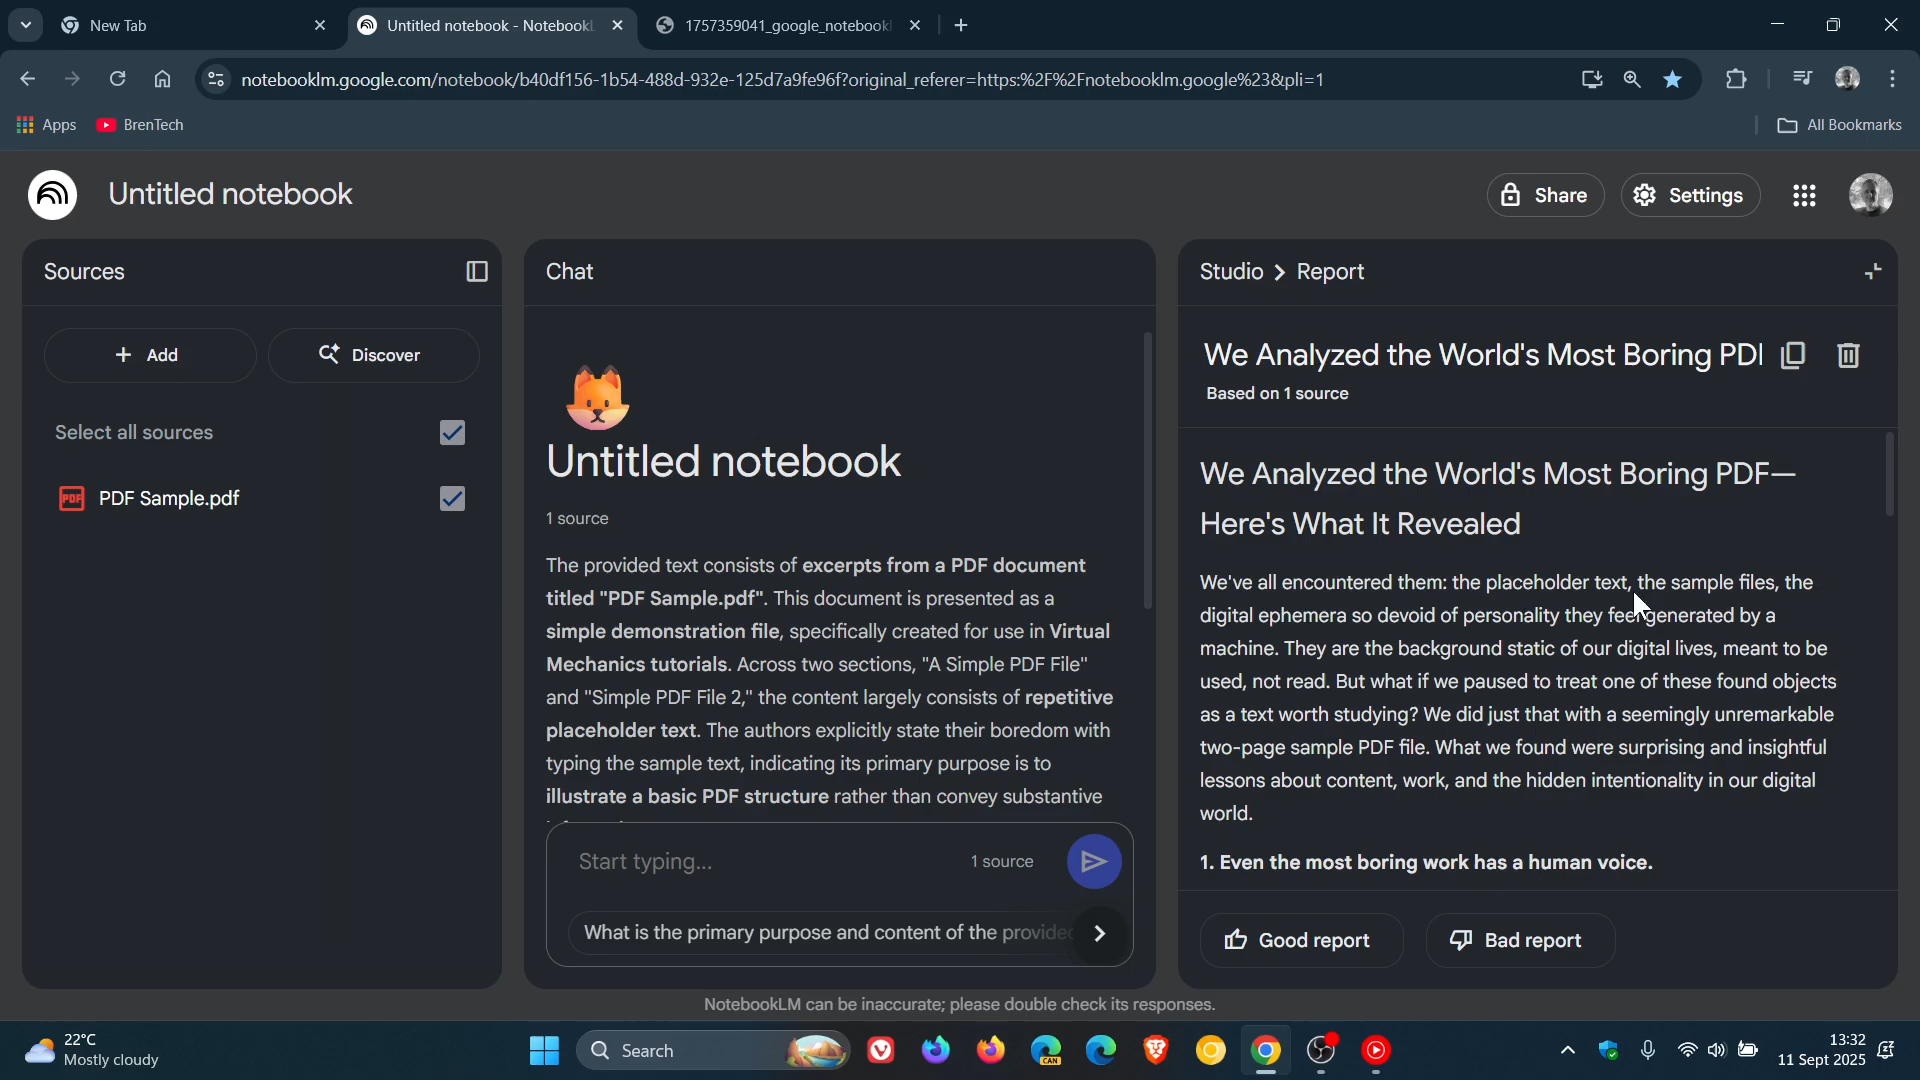 New Tab
Untitled notebook - Notebook
1757359041_google_notebook
notebooklm.google.com/notebook/b40df156-1b54-488d-932e-125d7a9fe96f?original_referer=https:%2F%2Fnotebooklm.google%23&pli=1
Apps
BrenTech
All Bookmarks
Untitled notebook
Share
Settings
Sources
Add
Discover
Select all sources
PDF
PDF Sample.pdf
Chat
Untitled notebook
1 source
The provided text consists of excerpts from a PDF document
titled "PDF Sample.pdf". This document is presented as a
simple demonstration file, specifically created for use in Virtual
Mechanics tutorials. Across two sections, "A Simple PDF File"
and "Simple PDF File 2," the content largely consists of repetitive
placeholder text. The authors explicitly state their boredom with
typing the sample text, indicating its primary purpose is to
illustrate a basic PDF structure rather than convey substantive
Start typing...
1 source
What is the primary purpose and content of the provided
Studio > Report
We Analyzed the World's Most Boring PD
Based on 1 source
We Analyzed the World's Most Boring PDF—
Here's What It Revealed
We've all encountered them: the placeholder text, the sample files, the
digital ephemera so devoid of personality they feel generated by a
machine. They are the background static of our digital lives, meant to be
used, not read. But what if we paused to treat one of these found objects
as a text worth studying? We did just that with a seemingly unremarkable
two-page sample PDF file. What we found were surprising and insightful
lessons about content, work, and the hidden intentionality in our digital
world.
1. Even the most boring work has a human voice.
Good report
Bad report
NotebookLM can be inaccurate; please double check its responses.
22°C
Mostly cloudy
Search
CAN
13:32
11 Sept 2025